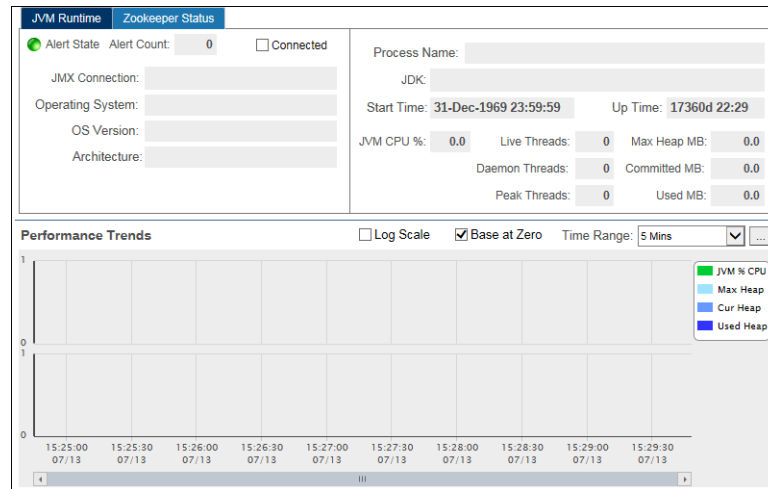 JVM Runtime Zookeeper Status
Alert State Alert Count: 0 Connected
JMX Connection:
Operating System:
OS Version:
Architecture:
Process Name:
JDK:
Start Time: 31-Dec-1969 23:59:59 Up Time: 17360d 22:29
JVM CPU %: 0.0 Live Threads: 0 Max Heap MB: 0.0
Daemon Threads: 0 Committed MB: 0.0
Peak Threads: 0 Used MB: 0.0
Performance Trends Log Scale Base at Zero Time Range: 5 Mins ...
1
0
1
0
JVM % CPU
Max Heap
Cur Heap
Used Heap
15:25:00 15:25:30 15:26:00 15:26:30 15:27:00 15:27:30 15:28:00 15:28:30 15:29:00 15:29:30
07/13 07/13 07/13 07/13 07/13 07/13 07/13 07/13 07/13 07/13